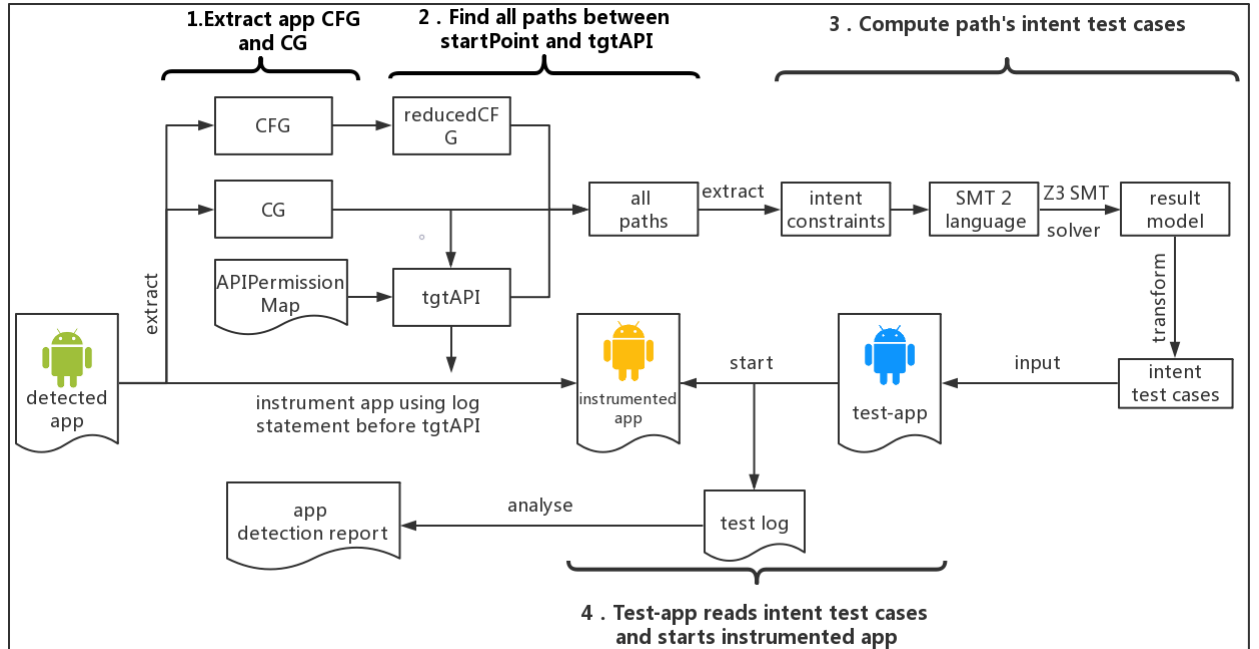 1.Extract app CFG
and CG
2 . Find all paths between
startPoint and tgtAPI
3 . Compute path's intent test cases
CFG
reducedCF
G
CG
all
paths
extract
intent
constraints
SMT 2
language
Z3 SMT
solver
result
model
APIPermission
Map
tgtAPI
extract
transform
detected
app
instrument app using log
statement before tgtAPI
instrumented
app
start
test-app
input
intent
test cases
app
detection report
analyse
test log
4 . Test-app reads intent test cases
and starts instrumented app